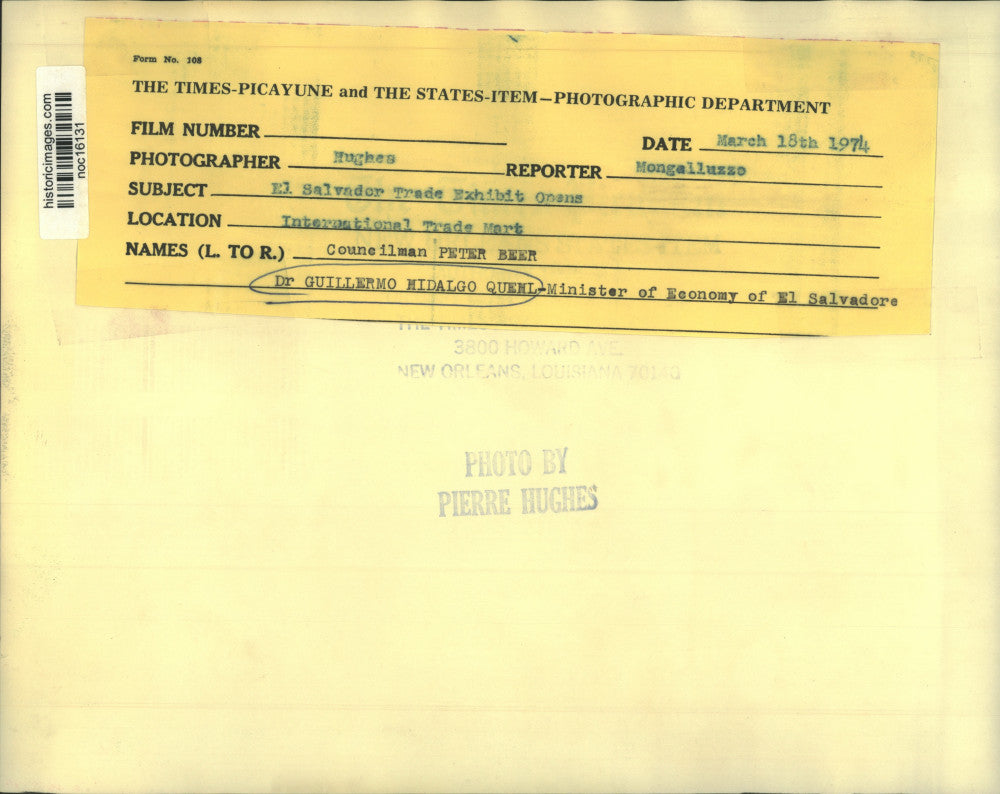 Form No. 108
THE TIMES-PICAYUNE and THE STATES-ITEM—PHOTOGRAPHIC DEPARTMENT
FILM NUMBER
DATE March 18th 1974
PHOTOGRAPHER Hughes
REPORTER Mongelluzzo
SUBJECT El Salvador Trade Exhibit Opens
LOCATION International Trade Mart
NAMES (L. TO R.) Councilman PETER BEER
Dr GUILLERMO HIDALGO QUEHL-Minister of Economy of El Salvadore
historicimages.com
noc16131
3800 HOWARD AVE.
NEW ORLEANS, LOUISIANA 70140
PHOTO BY
PIERRE HUGHES